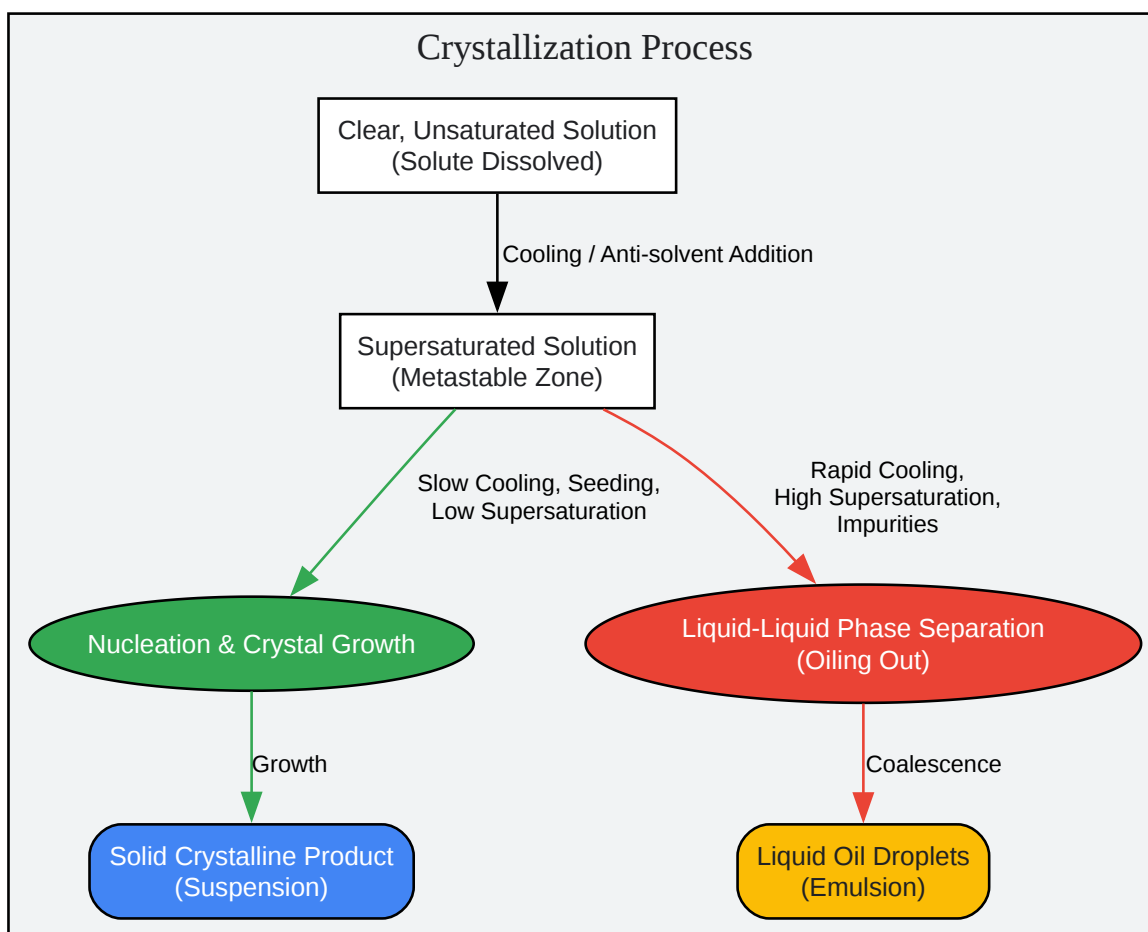 Crystallization Process
Clear, Unsaturated Solution
(Solute Dissolved)
Cooling / Anti-solvent Addition
Supersaturated Solution
(Metastable Zone)
Slow Cooling, Seeding,
Low Supersaturation
Rapid Cooling,
High Supersaturation,
Impurities
Nucleation & Crystal Growth
Liquid-Liquid Phase Separation
(Oiling Out)
Growth
Coalescence
Solid Crystalline Product
(Suspension)
Liquid Oil Droplets
(Emulsion)